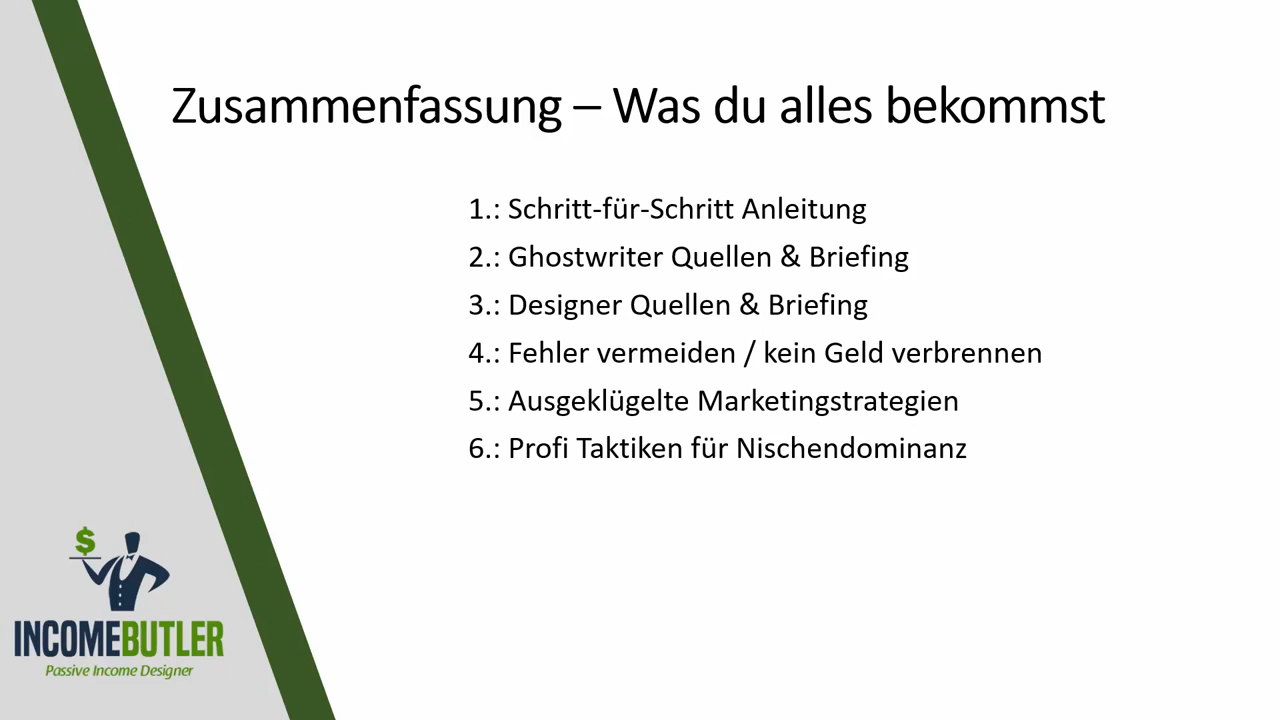 Zusammenfassung – Was du alles bekommst
1.: Schritt-für-Schritt Anleitung
2.: Ghostwriter Quellen & Briefing
3.: Designer Quellen & Briefing
4.: Fehler vermeiden / kein Geld verbrennen
5.: Ausgeklügelte Marketingstrategien
6.: Profi Taktiken für Nischendominanz
$
INCOMEBUTLER
Passive Income Designer